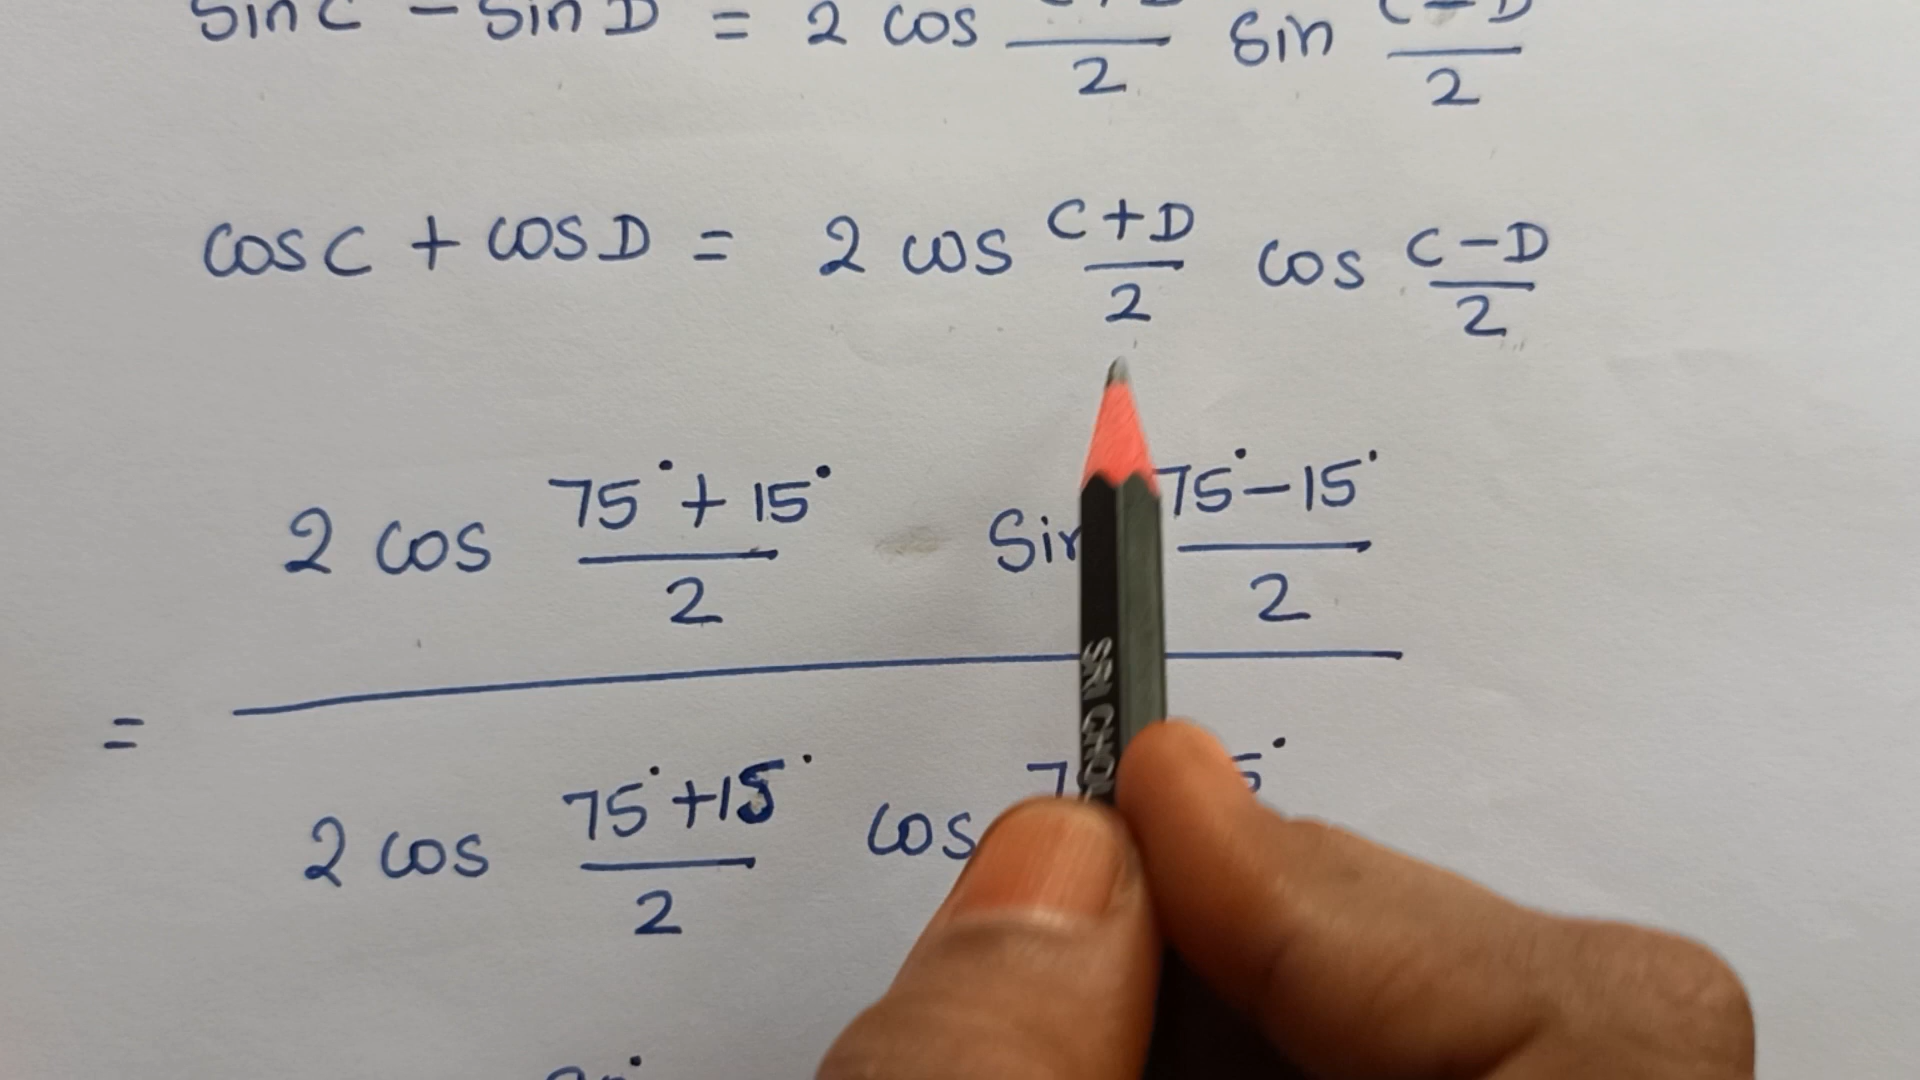 Sin C - Sin D = 2 cos C+D/2 Sin C-D/2
cos C + cos D = 2 cos C+D/2 cos C-D/2
2 cos 75°+15°/2 Sin 75°-15°/2
=
2 cos 75°+15°/2 cos